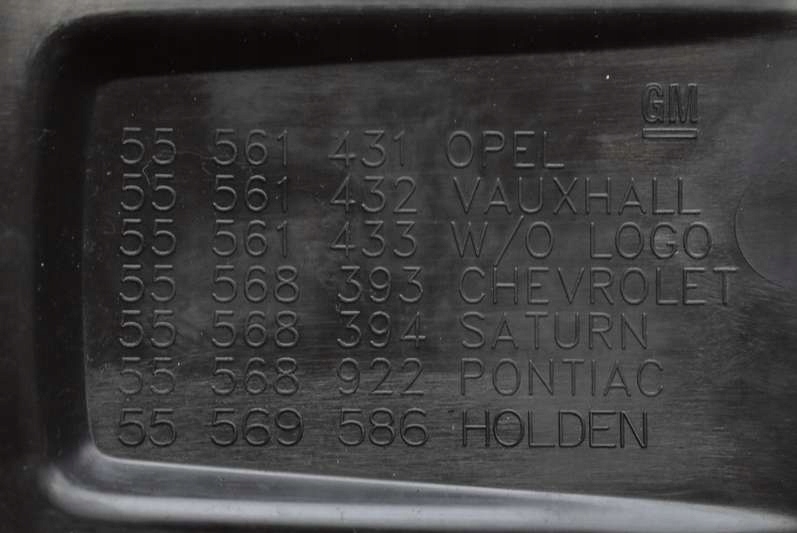 GM
55 561 431 OPEL
55 561 432 VAUXHALL
55 561 433 W/O LOGO
55 568 393 CHEVROLET
55 568 394 SATURN
55 568 922 PONTIAC
55 569 586 HOLDEN